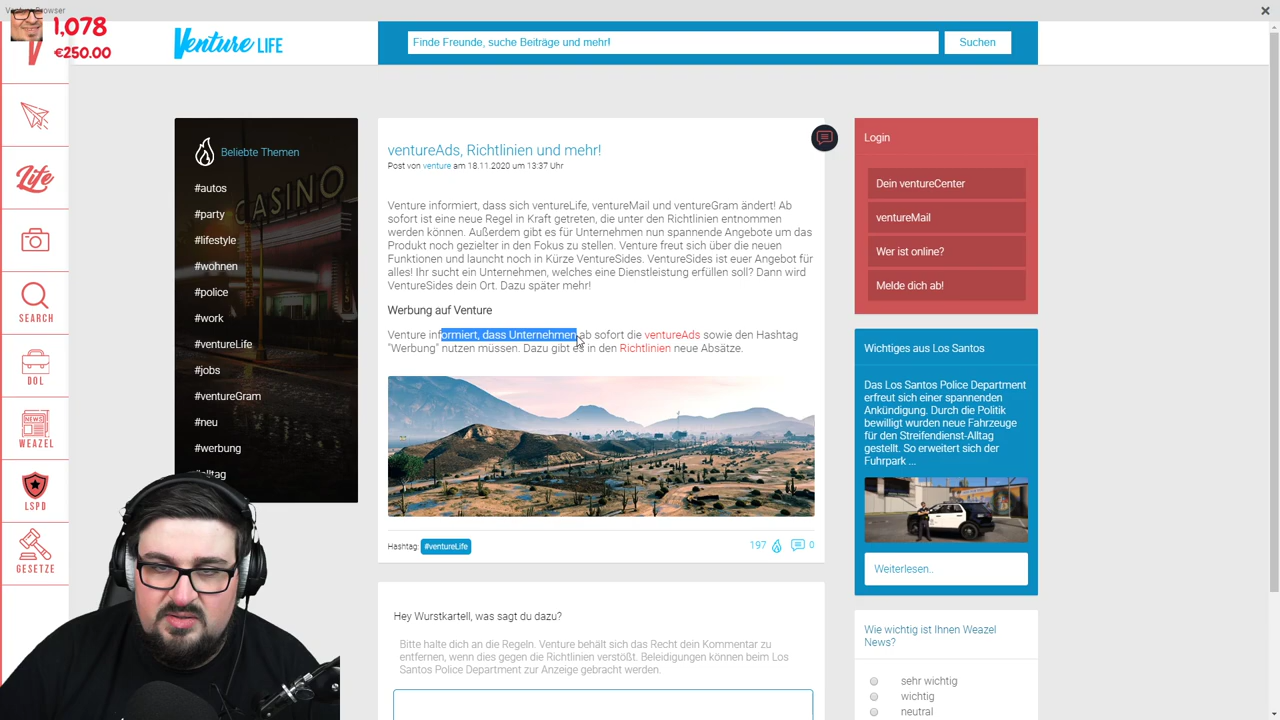 1,078
€250.00
Venture LIFE
Finde Freunde, suche Beiträge und mehr!
Suchen
Life
SEARCH
DOL
NEWS
WEAZEL
LSPD
GESETZE
Beliebte Themen
#autos
#party
#lifestyle
#wohnen
#police
#work
#ventureLife
#jobs
#ventureGram
#neu
#werbung
CASINO
ventureAds, Richtlinien und mehr!
Post von venture am 18.11.2020 um 13:37 Uhr
Venture informiert, dass sich ventureLife, ventureMail und ventureGram ändert! Ab
sofort ist eine neue Regel in Kraft getreten, die unter den Richtlinien entnommen
werden können. Außerdem gibt es für Unternehmen nun spannende Angebote um das
Produkt noch gezielter in den Fokus zu stellen. Venture freut sich über die neuen
Funktionen und launcht noch in Kürze VentureSides. VentureSides ist euer Angebot für
alles! Ihr sucht ein Unternehmen, welches eine Dienstleistung erfüllen soll? Dann wird
VentureSides dein Ort. Dazu später mehr!
Werbung auf Venture
Venture informiert, dass Unternehmen ab sofort die ventureAds sowie den Hashtag
"Werbung" nutzen müssen. Dazu gibt es in den Richtlinien neue Absätze.
Hashtag: #ventureLife
197 0
Hey Wurstkartell, was sagt du dazu?
Bitte halte dich an die Regeln. Venture behält sich das Recht dein Kommentar zu
entfernen, wenn dies gegen die Richtlinien verstößt. Beleidigungen können beim Los
Santos Police Department zur Anzeige gebracht werden.
Login
Dein ventureCenter
ventureMail
Wer ist online?
Melde dich ab!
Wichtiges aus Los Santos
Das Los Santos Police Department
erfreut sich einer spannenden
Ankündigung. Durch die Politik
bewilligt wurden neue Fahrzeuge
für den Streifendienst-Alltag
gestellt. So erweitert sich der
Fuhrpark ...
Weiterlesen..
Wie wichtig ist Ihnen Weazel
News?
sehr wichtig
wichtig
neutral